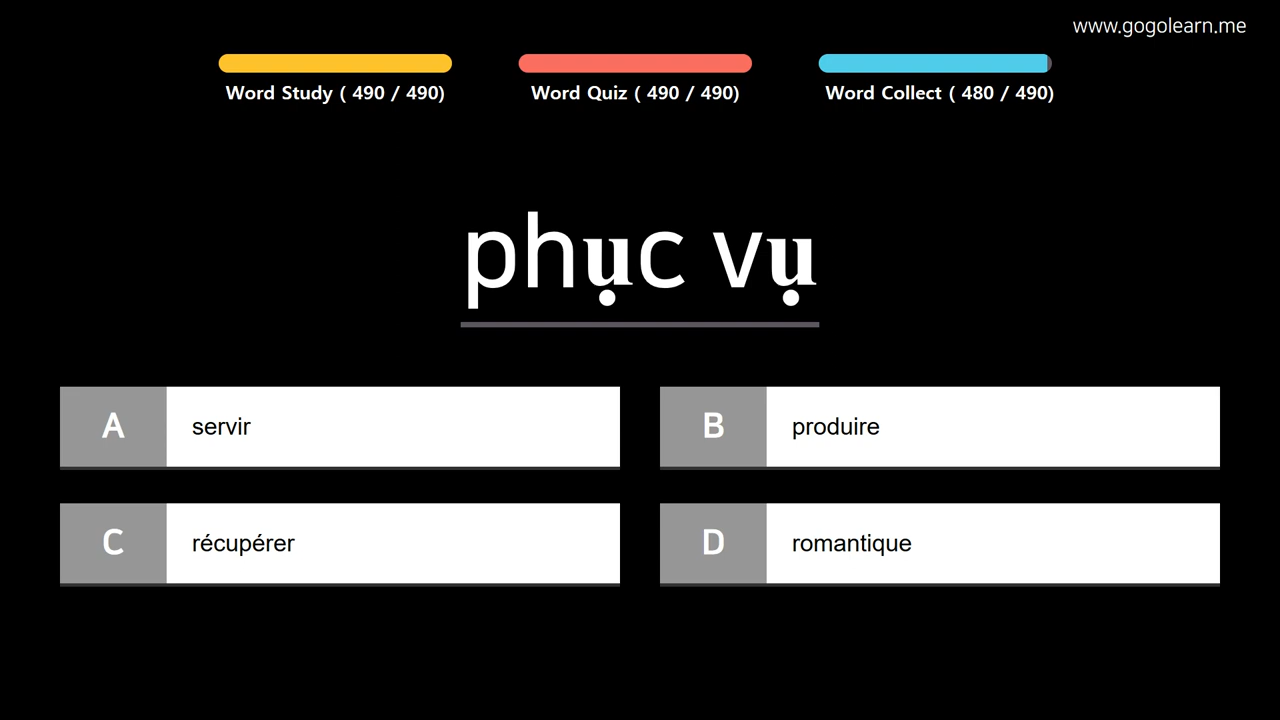 www.gogolearn.me
Word Study ( 490 / 490)
Word Quiz ( 490 / 490)
Word Collect ( 480 / 490)
phục vụ
A servir
B produire
C récupérer
D romantique